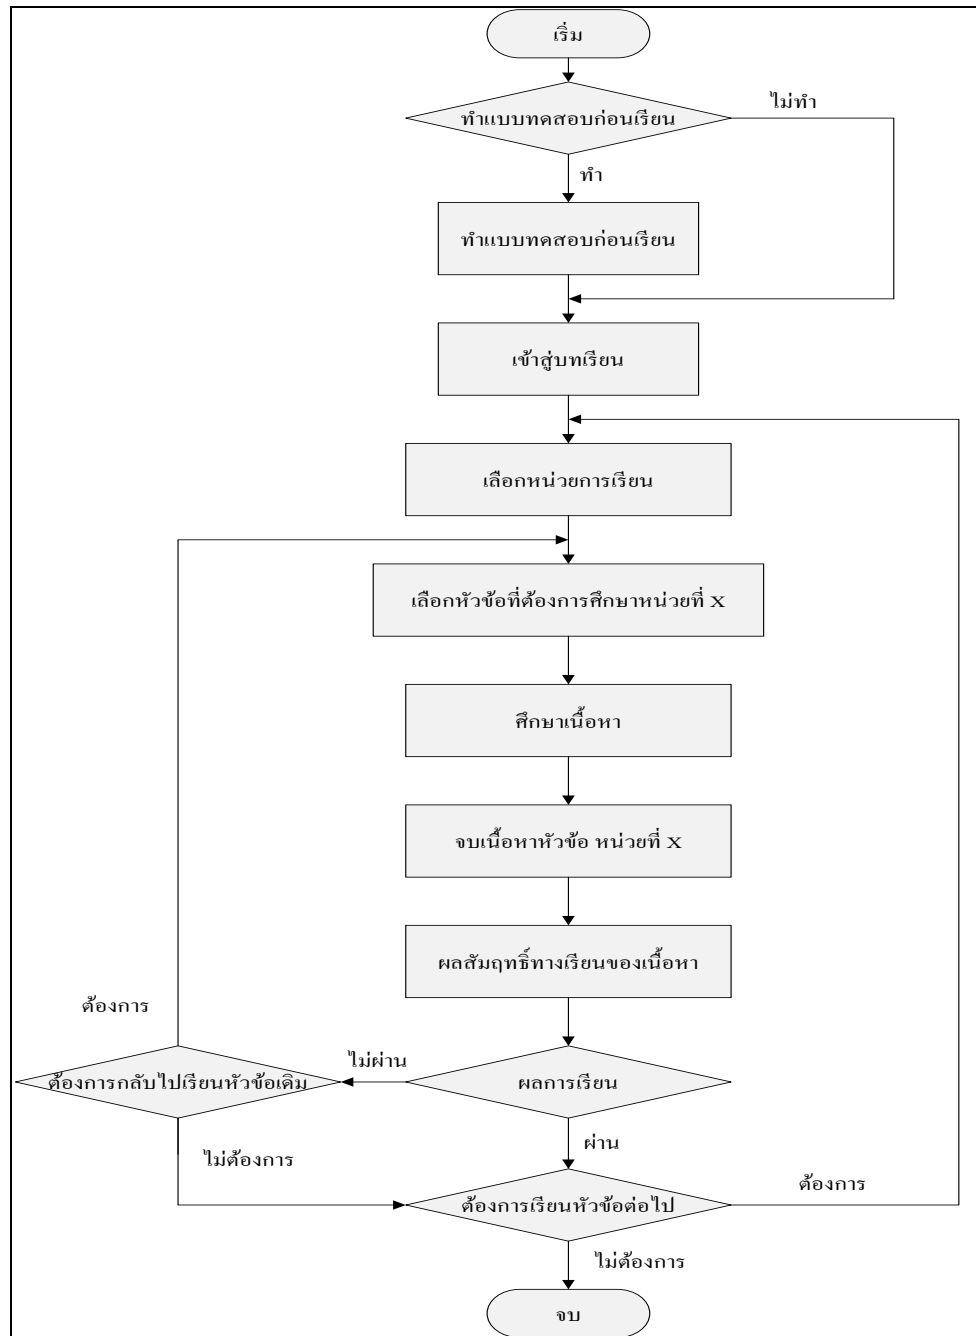 เริ่ม
ทำแบบทดสอบก่อนเรียน
ไม่ทำ
ทำ
ทำแบบทดสอบก่อนเรียน
เข้าสู่บทเรียน
เลือกหน่วยการเรียน
เลือกหัวข้อที่ต้องการศึกษาหน่วยที่ X
ศึกษาเนื้อหา
จบเนื้อหาหัวข้อ หน่วยที่ X
ผลสัมฤทธิ์ทางเรียนของเนื้อหา
ต้องการ
ไม่ผ่าน
ต้องการกลับไปเรียนหัวข้อเดิม
ผลการเรียน
ผ่าน
ไม่ต้องการ
ต้องการ
ต้องการเรียนหัวข้อต่อไป
ไม่ต้องการ
จบ